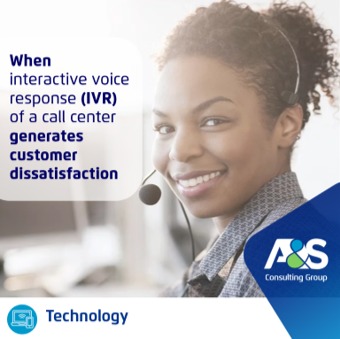 When
interactive voice
response (IVR)
of a call center
generates
customer
dissatisfaction
A&S
Consulting Group
Technology